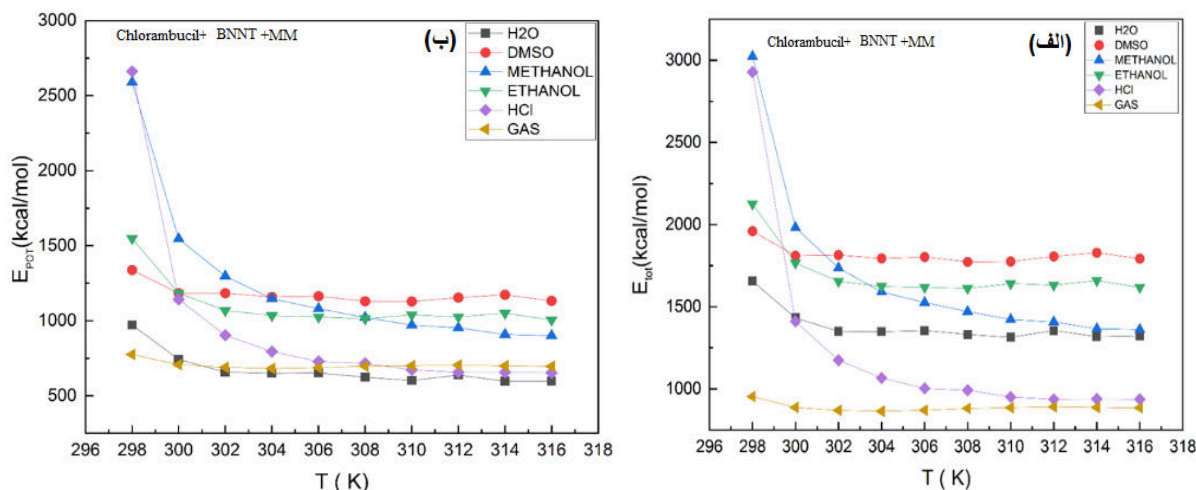 Chlorambucil+ BNNT +MM
(ب)
H2O
DMSO
METHANOL
ETHANOL
HCl
GAS
3000
2500
2000
1500
1000
500
E_POT(kcal/mol)
296 298 300 302 304 306 308 310 312 314 316 318
T ( K)
Chlorambucil+ BNNT +MM
(الف)
H2O
DMSO
METHANOL
ETHANOL
HCl
GAS
3000
2500
2000
1500
1000
E_tot(kcal/mol)
296 298 300 302 304 306 308 310 312 314 316 318
T ( K)